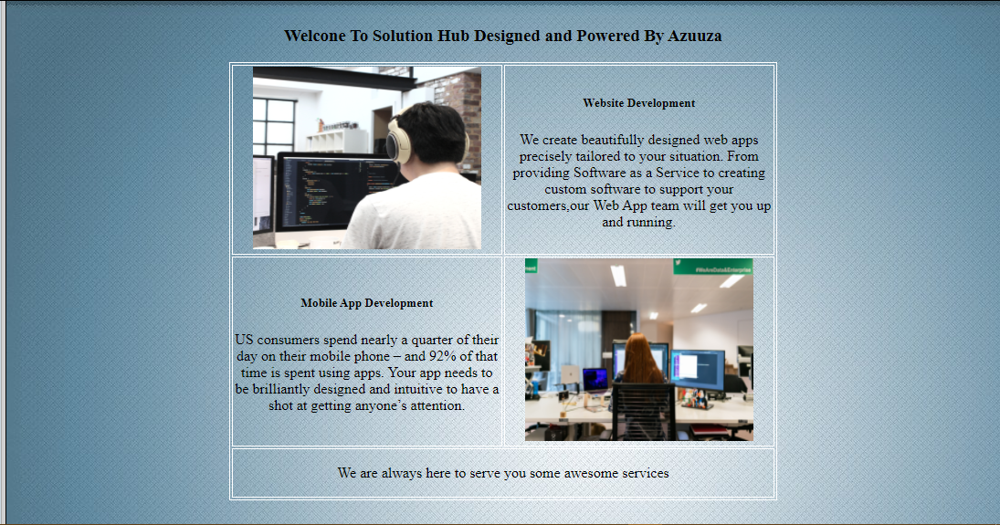 Welcone To Solution Hub Designed and Powered By Azuuza
Website Development
We create beautifully designed web apps
precisely tailored to your situation. From
providing Software as a Service to creating
custom software to support your
customers,our Web App team will get you up
and running.
#WeAreData&Enterprise
Mobile App Development
US consumers spend nearly a quarter of their
day on their mobile phone – and 92% of that
time is spent using apps. Your app needs to
be brilliantly designed and intuitive to have a
shot at getting anyone’s attention.
We are always here to serve you some awesome services